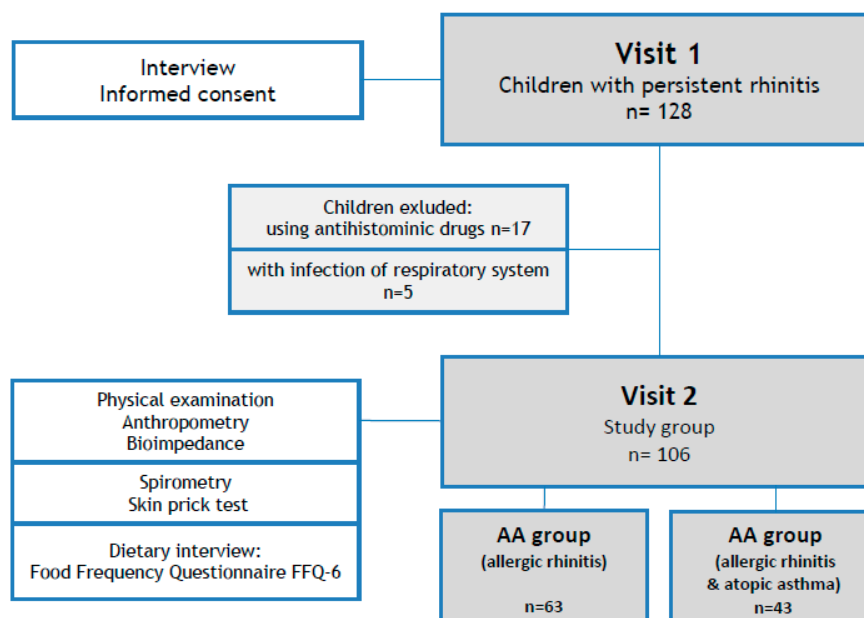 Interview
Informed consent
Visit 1
Children with persistent rhinitis
n= 128
Children exluded:
using antihistominic drugs n=17
with infection of respiratory system
n=5
Physical examination
Anthropometry
Bioimpedance
Spirometry
Skin prick test
Dietary interview:
Food Frequency Questionnaire FFQ-6
Visit 2
Study group
n= 106
AA group
(allergic rhinitis)
n=63
AA group
(allergic rhinitis
& atopic asthma)
n=43